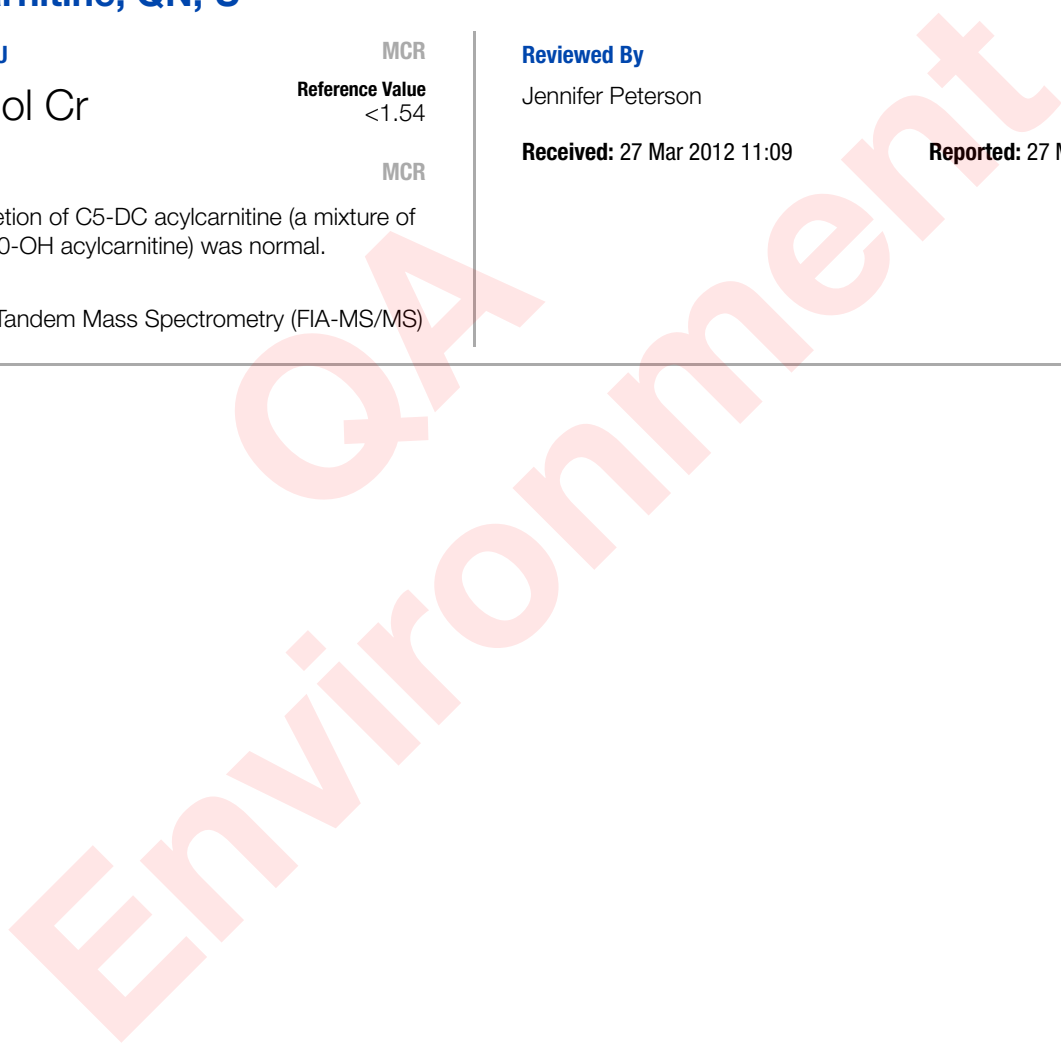 MCR
ol Cr
Reference Value
<1.54
MCR
etion of C5-DC acylcarnitine (a mixture of
0-OH acylcarnitine) was normal.
Tandem Mass Spectrometry (FIA-MS/MS)
Reviewed By
Jennifer Peterson
Received: 27 Mar 2012 11:09
Reported: 27
QA
Environment